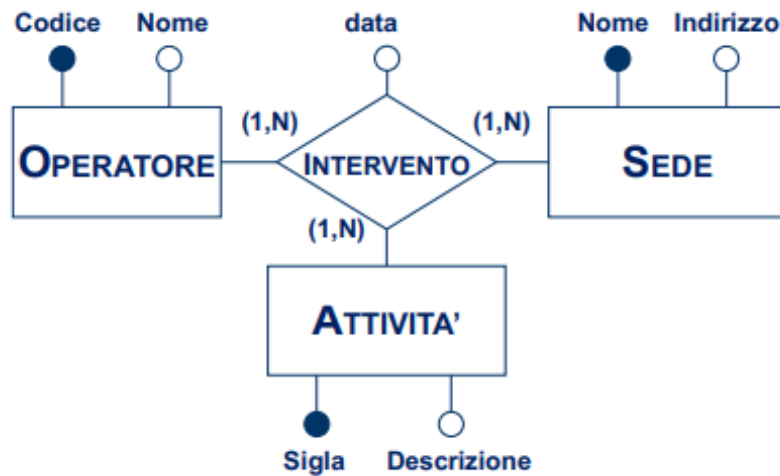 Codice Nome data Nome Indirizzo
(1,N) (1,N)
OPERATORE INTERVENTO SEDE
(1,N)
ATTIVITA'
Sigla Descrizione